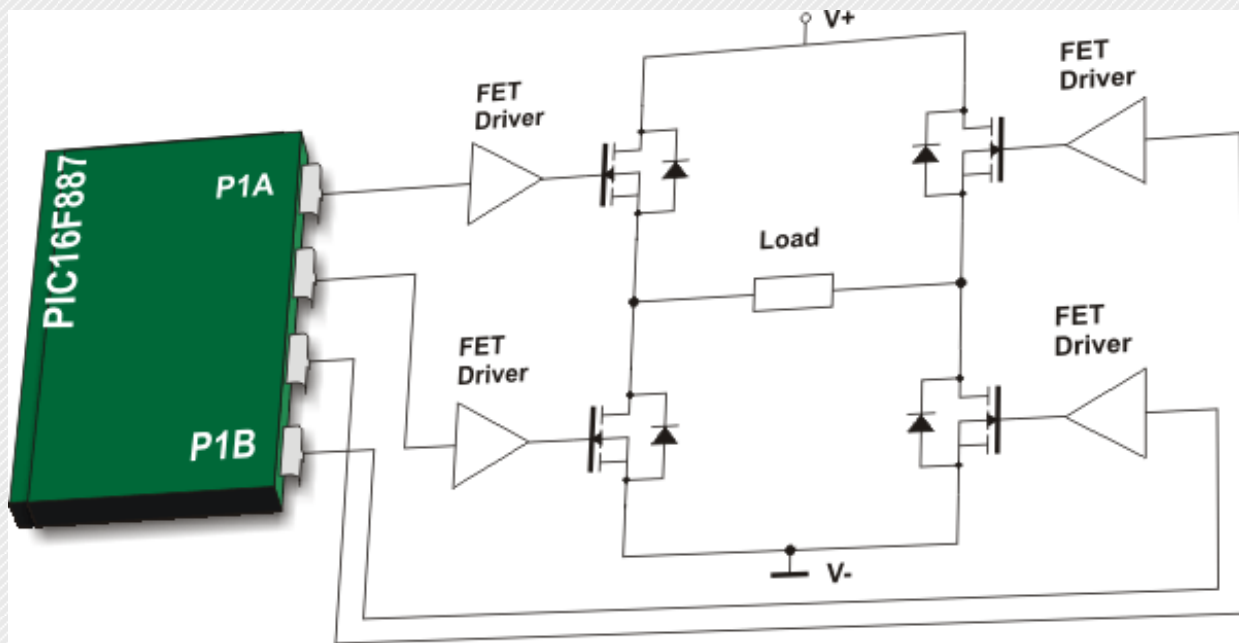 V+
FET
Driver
FET
Driver
PIC16F887
P1A
Load
FET
Driver
FET
Driver
P1B
V-